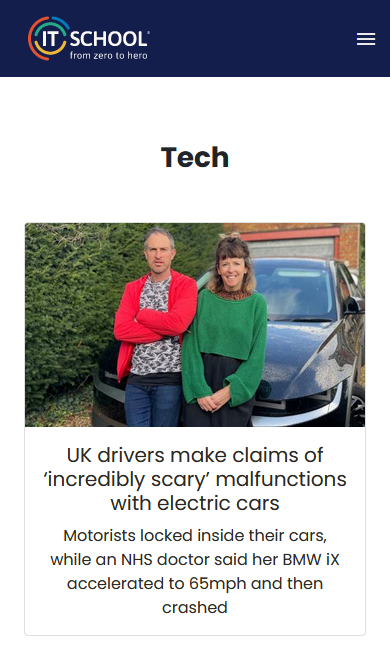 IT SCHOOL
from zero to hero
Tech
UK drivers make claims of
‘incredibly scary’ malfunctions
with electric cars
Motorists locked inside their cars,
while an NHS doctor said her BMW iX
accelerated to 65mph and then
crashed